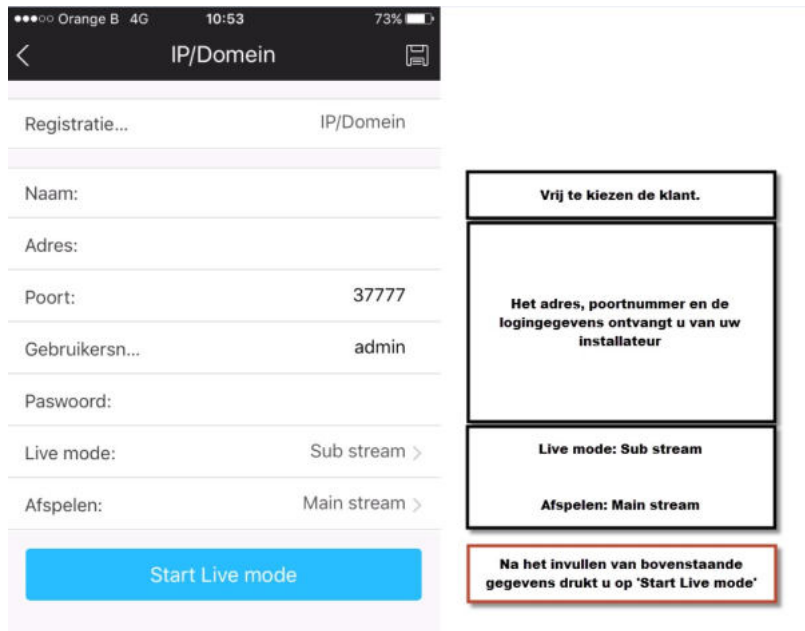 Orange B 4G 10:53 73%
IP/Domein
Registratie... IP/Domein
Naam:
Adres:
Poort: 37777
Gebruikersn... admin
Paswoord:
Live mode: Sub stream
Afspelen: Main stream
Start Live mode
Vrij te kiezen de klant.
Het adres, poortnummer en de
logingegevens ontvangt u van uw
installateur
Live mode: Sub stream
Afspelen: Main stream
Na het invullen van bovenstaande
gegevens drukt u op 'Start Live mode'